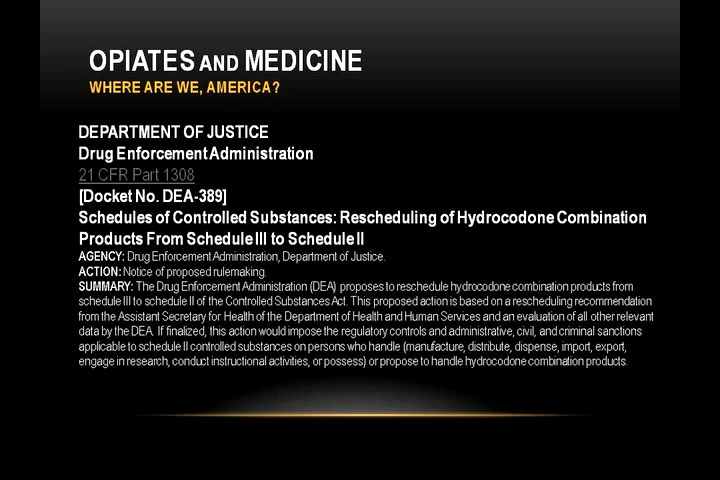 OPIATES AND MEDICINE
WHERE ARE WE, AMERICA?
DEPARTMENT OF JUSTICE
Drug Enforcement Administration
21 CFR Part 1308
[Docket No. DEA-389]
Schedules of Controlled Substances: Rescheduling of Hydrocodone Combination
Products From Schedule III to Schedule II
AGENCY: Drug Enforcement Administration, Department of Justice.
ACTION: Notice of proposed rulemaking.
SUMMARY: The Drug Enforcement Administration (DEA) proposes to reschedule hydrocodone combination products from
schedule III to schedule II of the Controlled Substances Act. This proposed action is based on a rescheduling recommendation
from the Assistant Secretary for Health of the Department of Health and Human Services and an evaluation of all other relevant
data by the DEA. If finalized, this action would impose the regulatory controls and administrative, civil, and criminal sanctions
applicable to schedule II controlled substances on persons who handle (manufacture, distribute, dispense, import, export,
engage in research, conduct instructional activities, or possess) or propose to handle hydrocodone combination products.